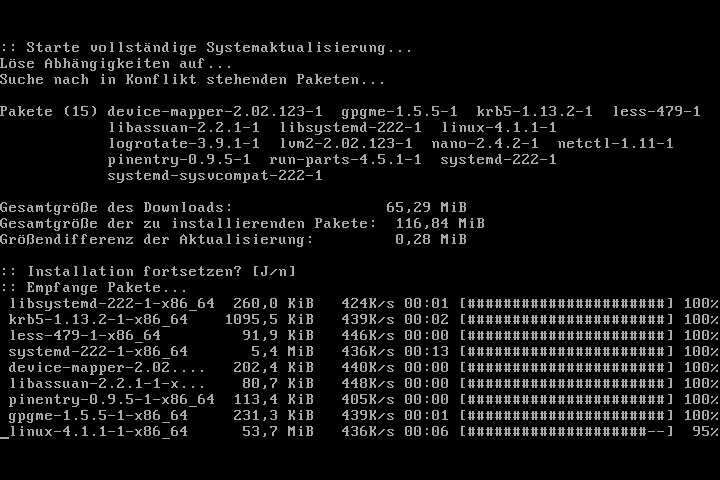 :: Starte vollständige Systemaktualisierung...
Löse Abhängigkeiten auf...
Suche nach in Konflikt stehenden Paketen...
Pakete (15) device-mapper-2.02.123-1  gpgme-1.5.5-1  krb5-1.13.2-1  less-479-1
libassuan-2.2.1-1  libsystemd-222-1  linux-4.1.1-1
logrotate-3.9.1-1  lvm2-2.02.123-1  nano-2.4.2-1  netctl-1.11-1
pinentry-0.9.5-1  run-parts-4.5.1-1  systemd-222-1
systemd-sysvcompat-222-1
Gesamtgröße des Downloads: 65,29 MiB
Gesamtgröße der zu installierenden Pakete: 116,84 MiB
Größendifferenz der Aktualisierung: 0,28 MiB
:: Installation fortsetzen? [J/n]
:: Empfange Pakete...
libsystemd-222-1-x86_64 260,0 KiB 424K/s 00:01 [######################] 100%
krb5-1.13.2-1-x86_64 1095,5 KiB 439K/s 00:02 [######################] 100%
less-479-1-x86_64 91,9 KiB 446K/s 00:00 [######################] 100%
systemd-222-1-x86_64 5,4 MiB 436K/s 00:13 [######################] 100%
device-mapper-2.02.... 202,4 KiB 440K/s 00:00 [######################] 100%
libassuan-2.2.1-1-x... 80,7 KiB 448K/s 00:00 [######################] 100%
pinentry-0.9.5-1-x86_64 113,4 KiB 405K/s 00:00 [######################] 100%
gpgme-1.5.5-1-x86_64 231,3 KiB 439K/s 00:01 [######################] 100%
linux-4.1.1-1-x86_64 53,7 MiB 436K/s 00:06 [####################--] 95%